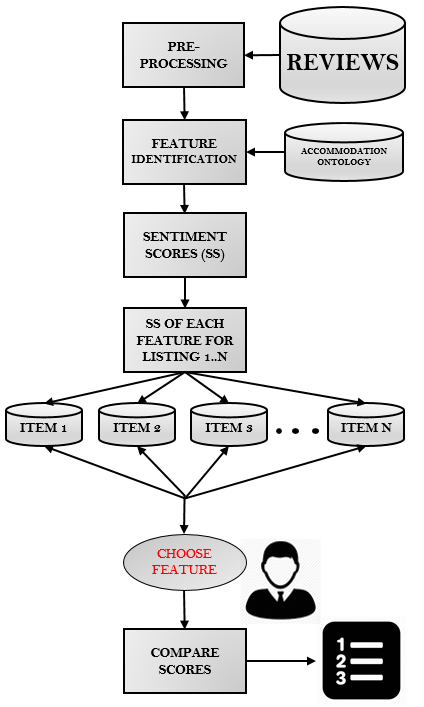 PRE-
PROCESSING
REVIEWS
FEATURE
IDENTIFICATION
ACCOMMODATION
ONTOLOGY
SENTIMENT
SCORES (SS)
SS OF EACH
FEATURE FOR
LISTING 1..N
ITEM 1
ITEM 2
ITEM 3
ITEM N
CHOOSE
FEATURE
COMPARE
SCORES
1
2
3